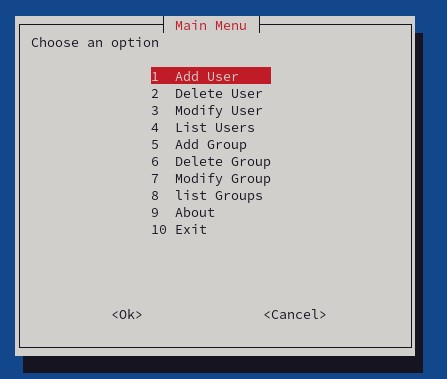 Main Menu
Choose an option
1 Add User
2 Delete User
3 Modify User
4 List Users
5 Add Group
6 Delete Group
7 Modify Group
8 list Groups
9 About
10 Exit
<Ok> <Cancel>